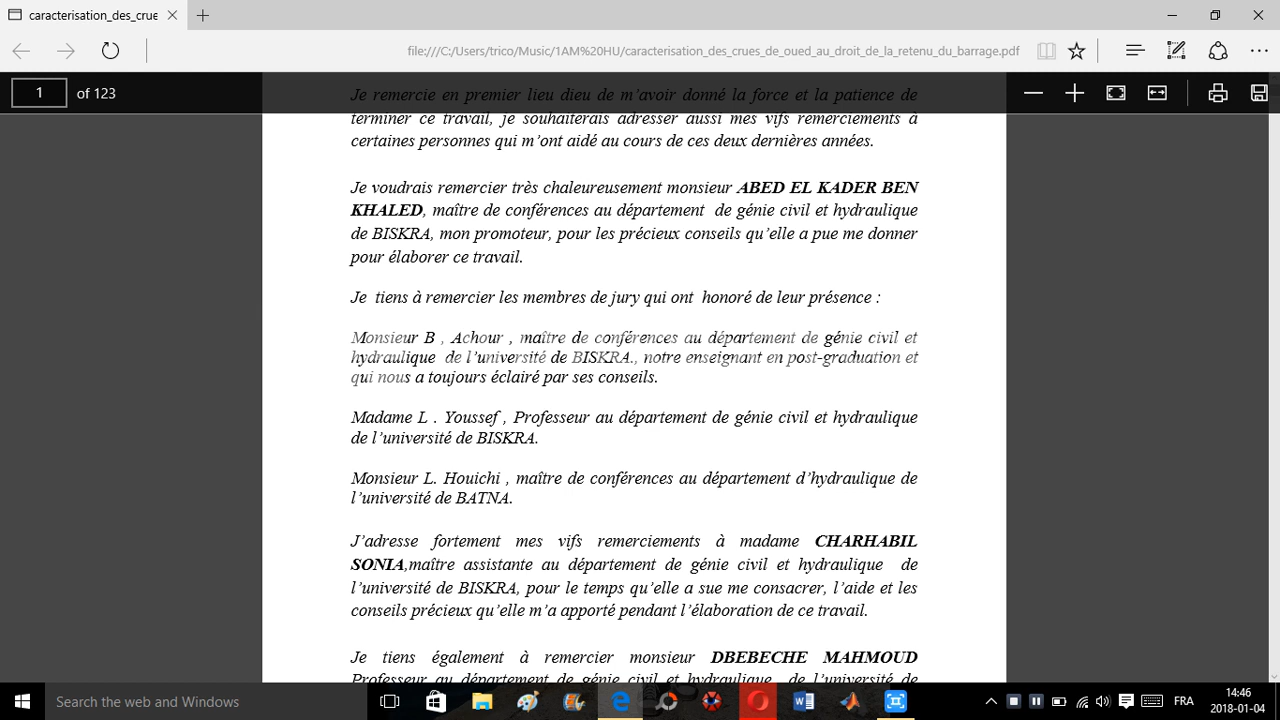 caracterisation_des_crue
file:///C:/Users/trico/Music/1AM%20HU/caracterisation_des_crues_de_oued_au_droit_de_la_retenu_du_barrage.pdf
1 of 123
Je remercie en premier lieu dieu de m'avoir donné la force et la patience de
terminer ce travail, je souhaiterais adresser aussi mes vifs remerciements à
certaines personnes qui m'ont aidé au cours de ces deux dernières années.
Je voudrais remercier très chaleureusement monsieur ABED EL KADER BEN
KHALED, maître de conférences au département de génie civil et hydraulique
de BISKRA, mon promoteur, pour les précieux conseils qu'elle a pue me donner
pour élaborer ce travail.
Je tiens à remercier les membres de jury qui ont honoré de leur présence :
Monsieur B , Achour , maître de conférences au département de génie civil et
hydraulique de l'université de BISKRA., notre enseignant en post-graduation et
qui nous a toujours éclairé par ses conseils.
Madame L . Youssef , Professeur au département de génie civil et hydraulique
de l'université de BISKRA.
Monsieur L. Houichi , maître de conférences au département d'hydraulique de
l'université de BATNA.
J'adresse fortement mes vifs remerciements à madame CHARHABIL
SONIA,maître assistante au département de génie civil et hydraulique de
l'université de BISKRA, pour le temps qu'elle a sue me consacrer, l'aide et les
conseils précieux qu'elle m'a apporté pendant l'élaboration de ce travail.
Je tiens également à remercier monsieur DBEBECHE MAHMOUD
Professeur au département de génie civil et hydraulique de l'université de
Search the web and Windows
FRA
14:46
2018-01-04